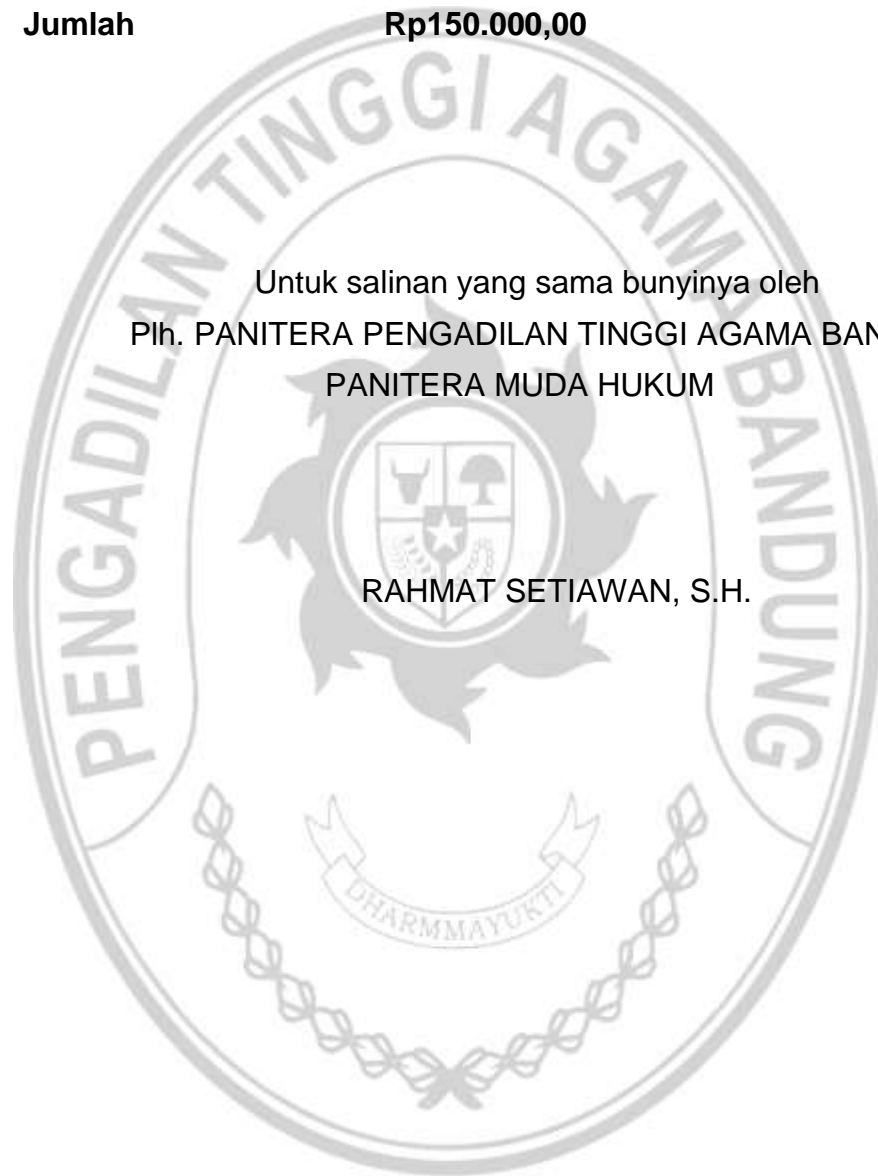 Jumlah Rp150.000,00
PENGADILAN TINGGI AGAMA BANDUNG
Untuk salinan yang sama bunyinya oleh
Plh. PANITERA PENGADILAN TINGGI AGAMA BAN
PANITERA MUDA HUKUM
RAHMAT SETIAWAN, S.H.
DHARMMAYUKTI